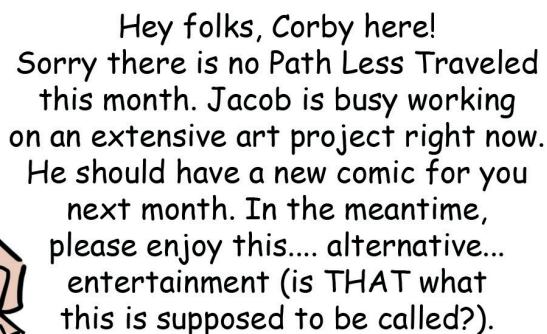 Hey folks, Corby here!
Sorry there is no Path Less Traveled
this month. Jacob is busy working
on an extensive art project right now.
He should have a new comic for you
next month. In the meantime,
please enjoy this.... alternative...
entertainment (is THAT what
this is supposed to be called?).